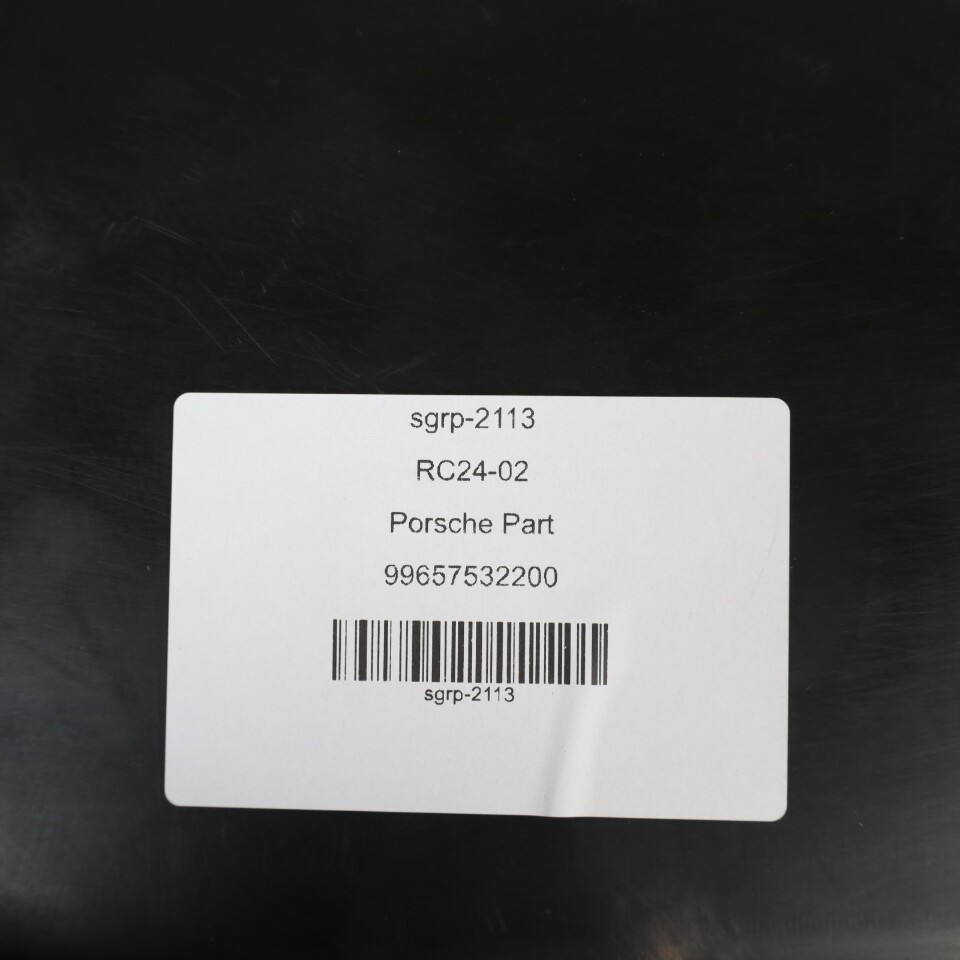 sgrp-2113
RC24-02
Porsche Part
99657532200
sgrp-2113